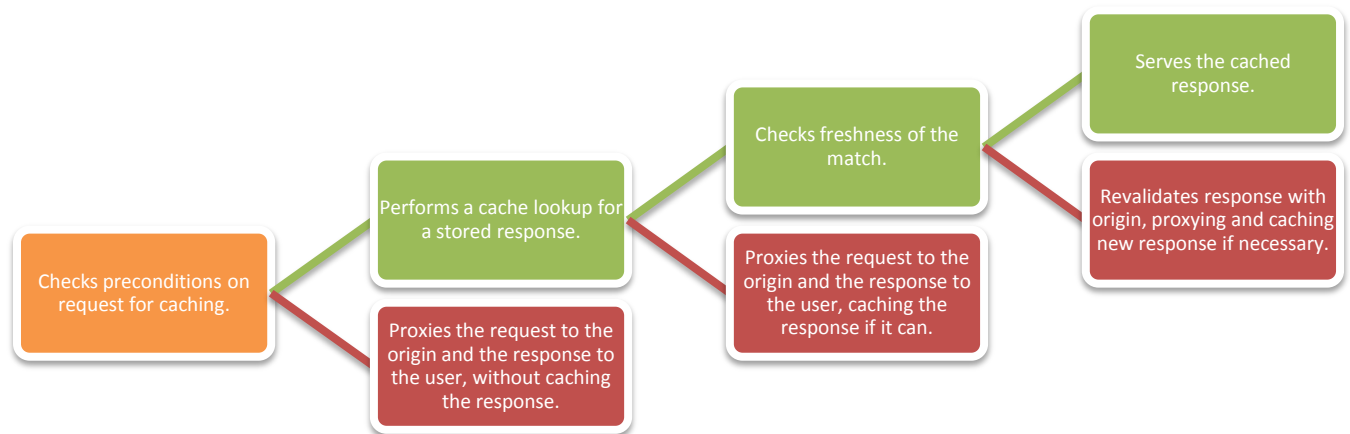 Checks preconditions on
request for caching.
Performs a cache lookup for
a stored response.
Proxies the request to the
origin and the response to
the user, without caching
the response.
Checks freshness of the
match.
Proxies the request to the
origin and the response to
the user, caching the
response if it can.
Serves the cached
response.
Revalidates response with
origin, proxying and caching
new response if necessary.